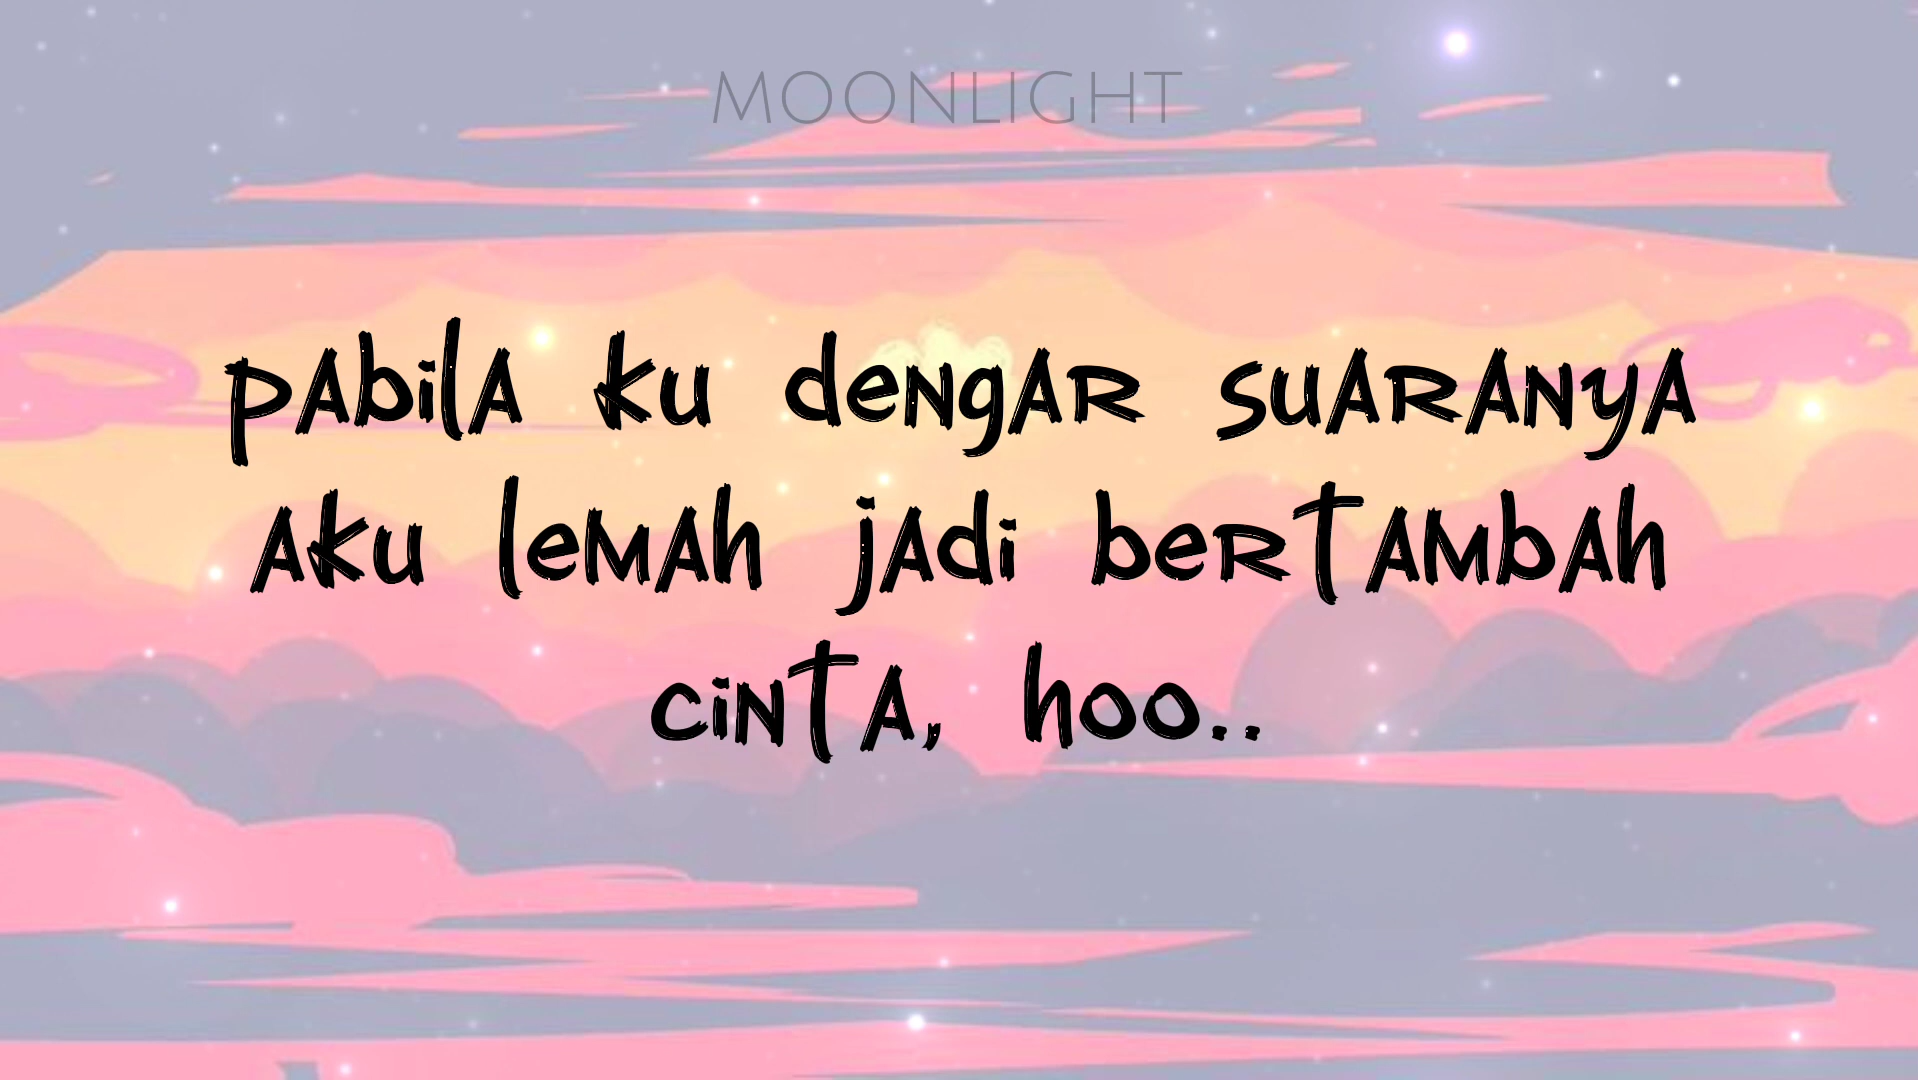 MOONLIGHT
pabila ku dengar suaranya
aku lemah jadi bertambah
cinta, hoo..